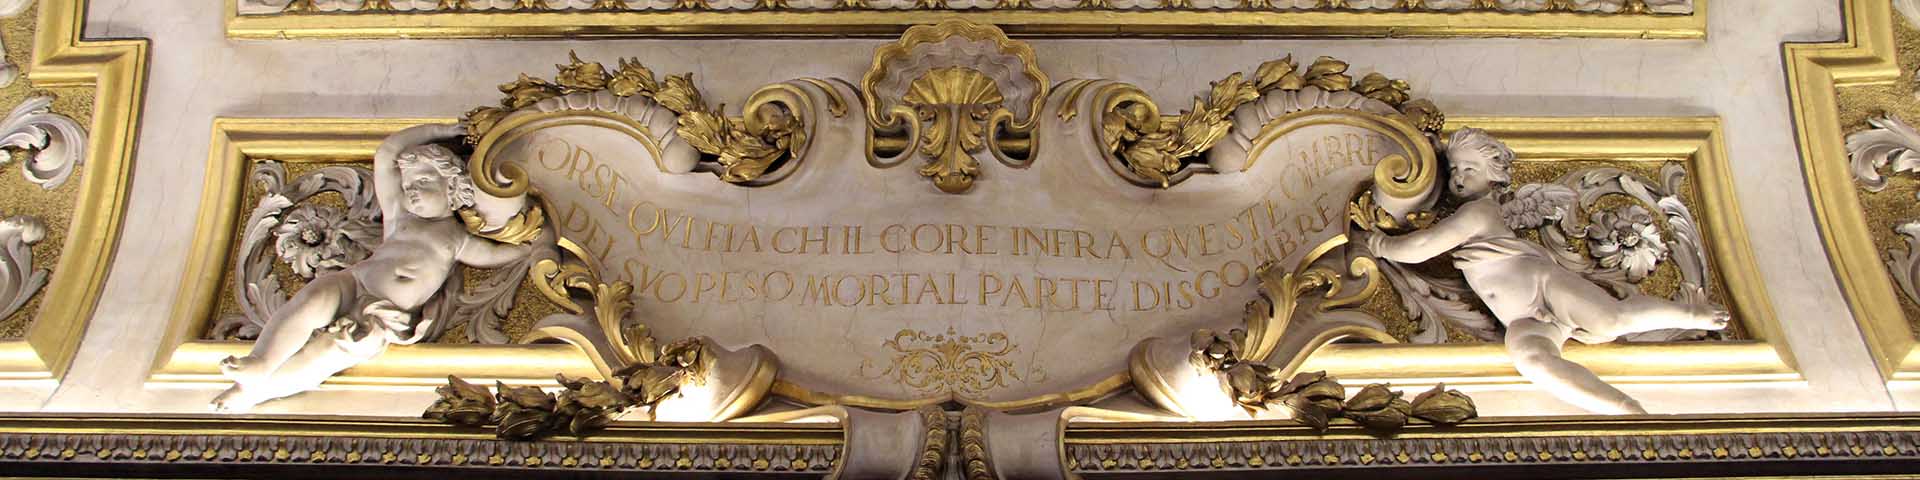 FORSE QVI FIA CH IL CORE INFRA QVESTE OMBRE
DEL SVO PESO MORTAL PARTE DISGOMBRE